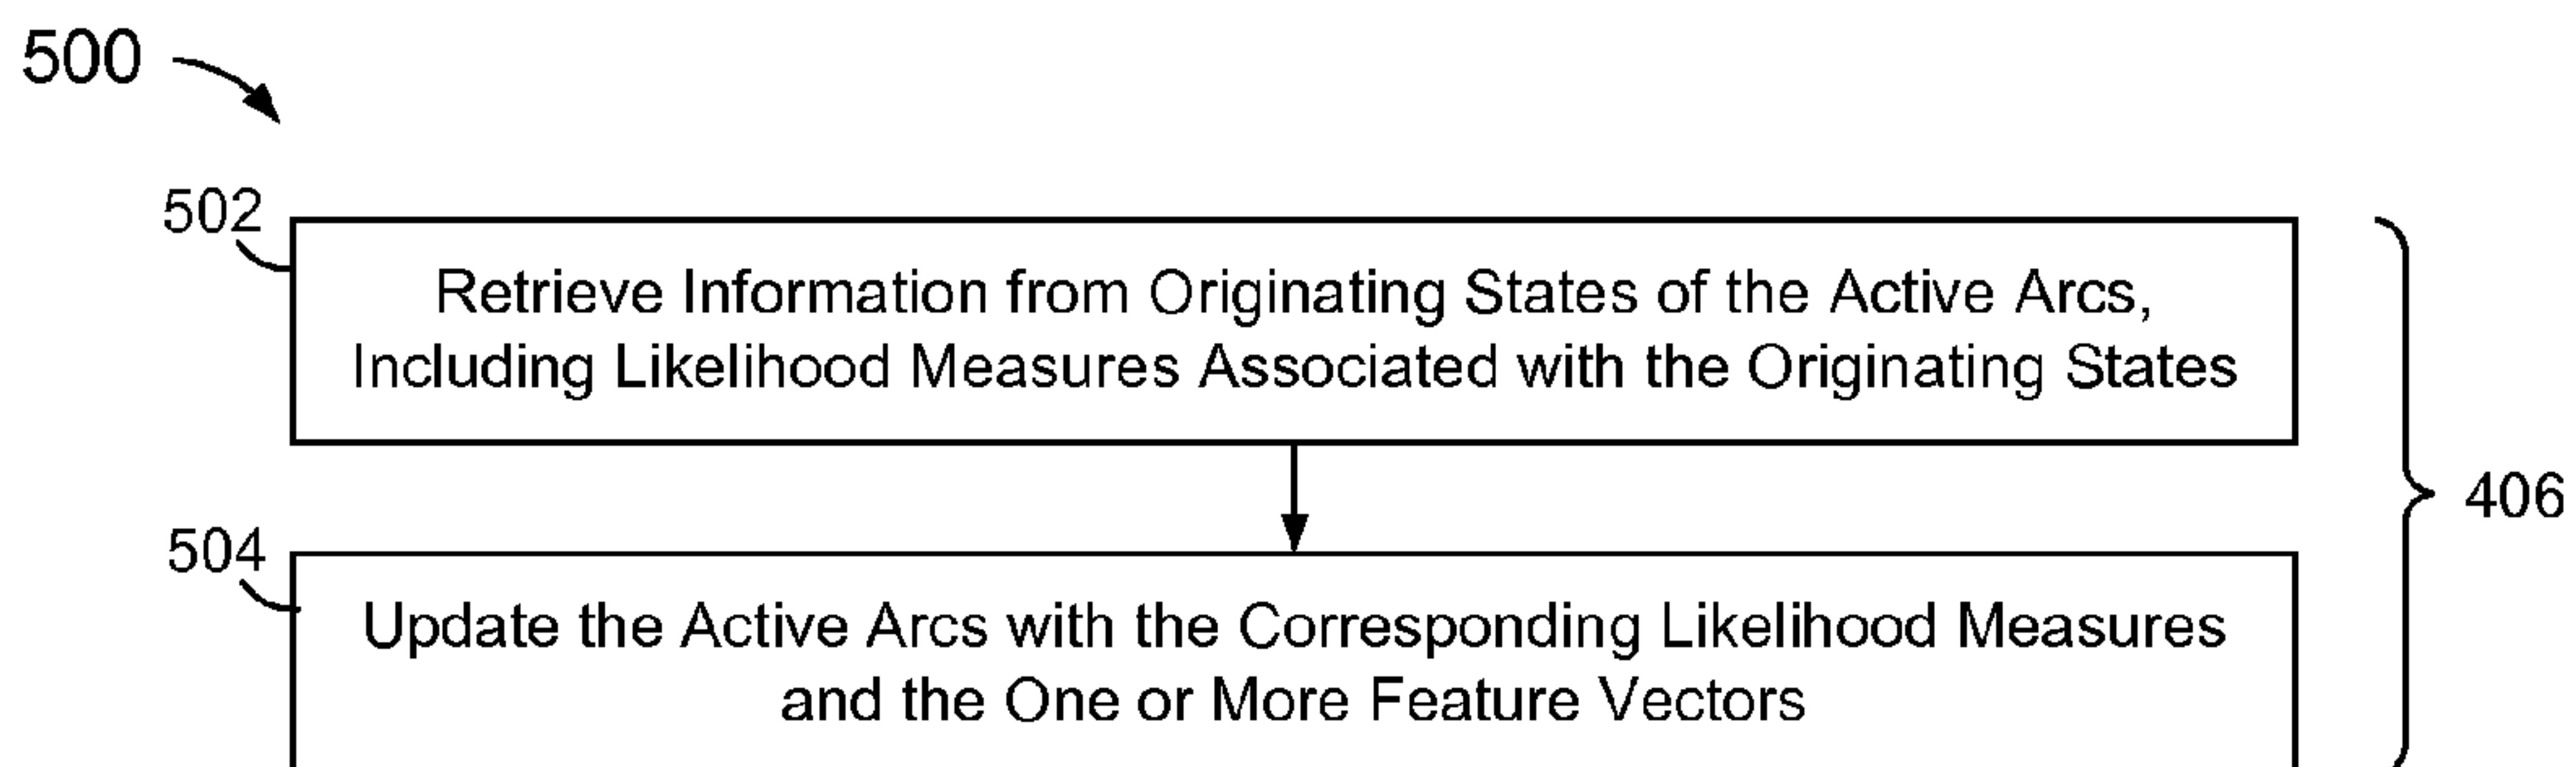 500
502
Retrieve Information from Originating States of the Active Arcs,
Including Likelihood Measures Associated with the Originating States
406
504
Update the Active Arcs with the Corresponding Likelihood Measures
and the One or More Feature Vectors